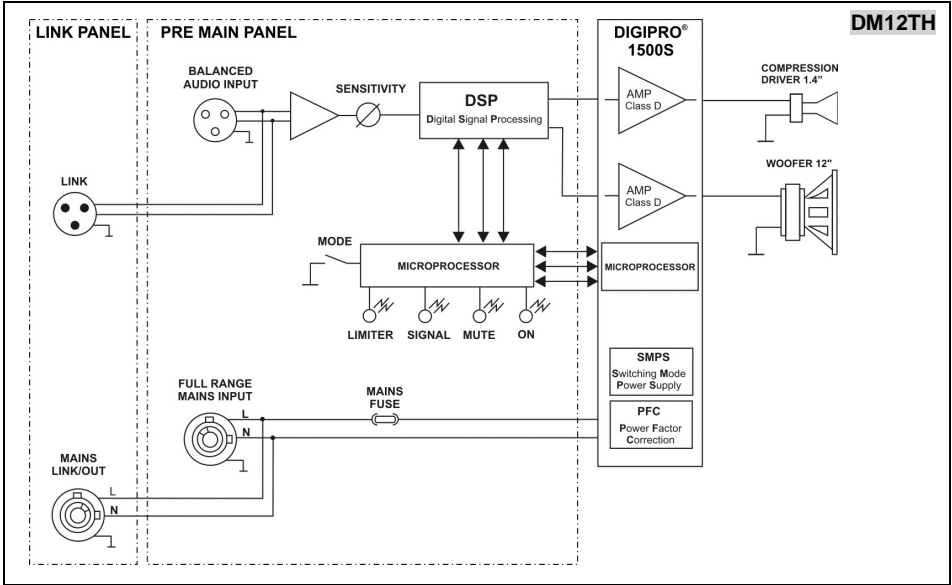 DM12TH
LINK PANEL
PRE MAIN PANEL
DIGIPRO®
1500S
BALANCED
AUDIO INPUT
SENSITIVITY
DSP
Digital Signal Processing
AMP
Class D
COMPRESSION
DRIVER 1.4"
LINK
AMP
Class D
WOOFER 12"
MODE
MICROPROCESSOR
MICROPROCESSOR
LIMITER
SIGNAL
MUTE
ON
SMPS
Switching Mode
Power Supply
FULL RANGE
MAINS INPUT
L
N
MAINS
FUSE
PFC
Power Factor
Correction
MAINS
LINK/OUT
L
N